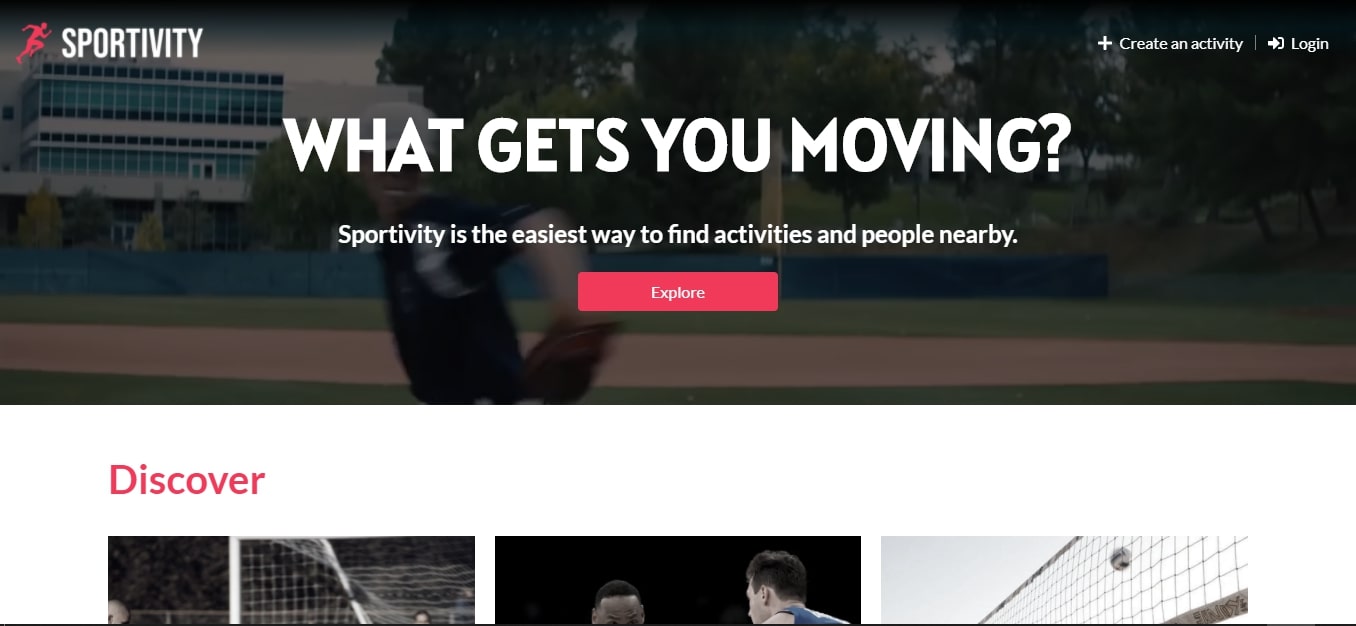 SPORTIVITY
Create an activity
Login
WHAT GETS YOU MOVING?
Sportivity is the easiest way to find activities and people nearby.
Explore
Discover